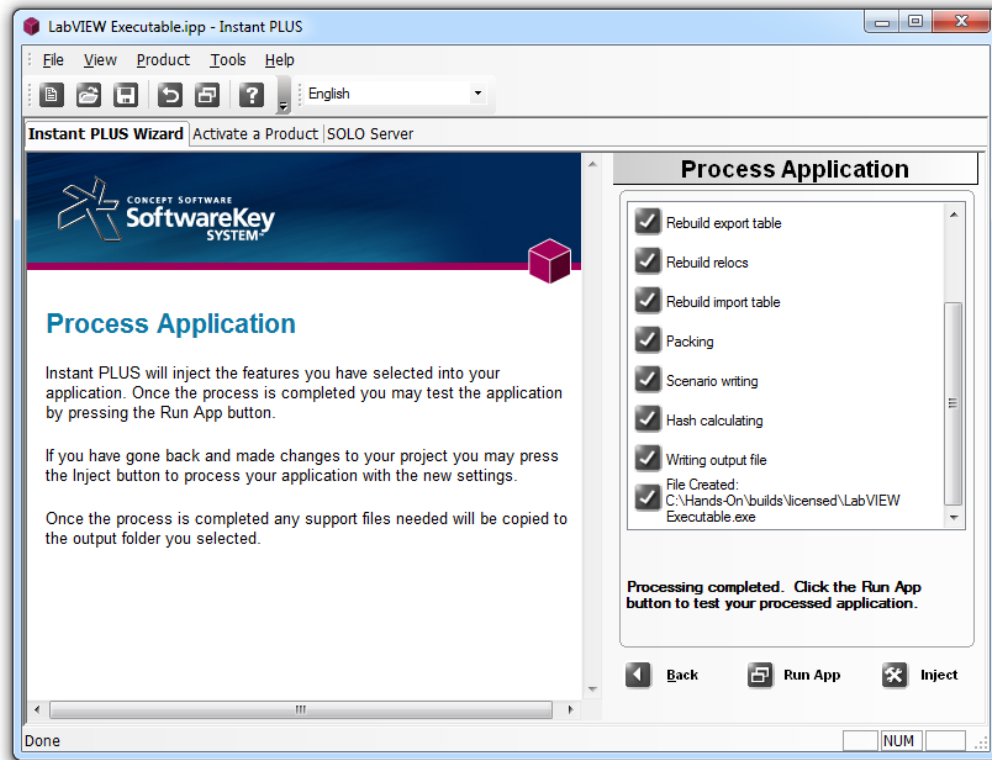 LabVIEW Executable.ipp - Instant PLUS
File View Product Tools Help
English
Instant PLUS Wizard Activate a Product SOLO Server
CONCEPT SOFTWARE
SoftwareKey
SYSTEM
Process Application
Instant PLUS will inject the features you have selected into your
application. Once the process is completed you may test the application
by pressing the Run App button.
If you have gone back and made changes to your project you may press
the Inject button to process your application with the new settings.
Once the process is completed any support files needed will be copied to
the output folder you selected.
Process Application
Rebuild export table
Rebuild relocs
Rebuild import table
Packing
Scenario writing
Hash calculating
Writing output file
File Created:
C:\Hands-On\builds\licensed\LabVIEW
Executable.exe
Processing completed. Click the Run App
button to test your processed application.
Back Run App Inject
Done NUM